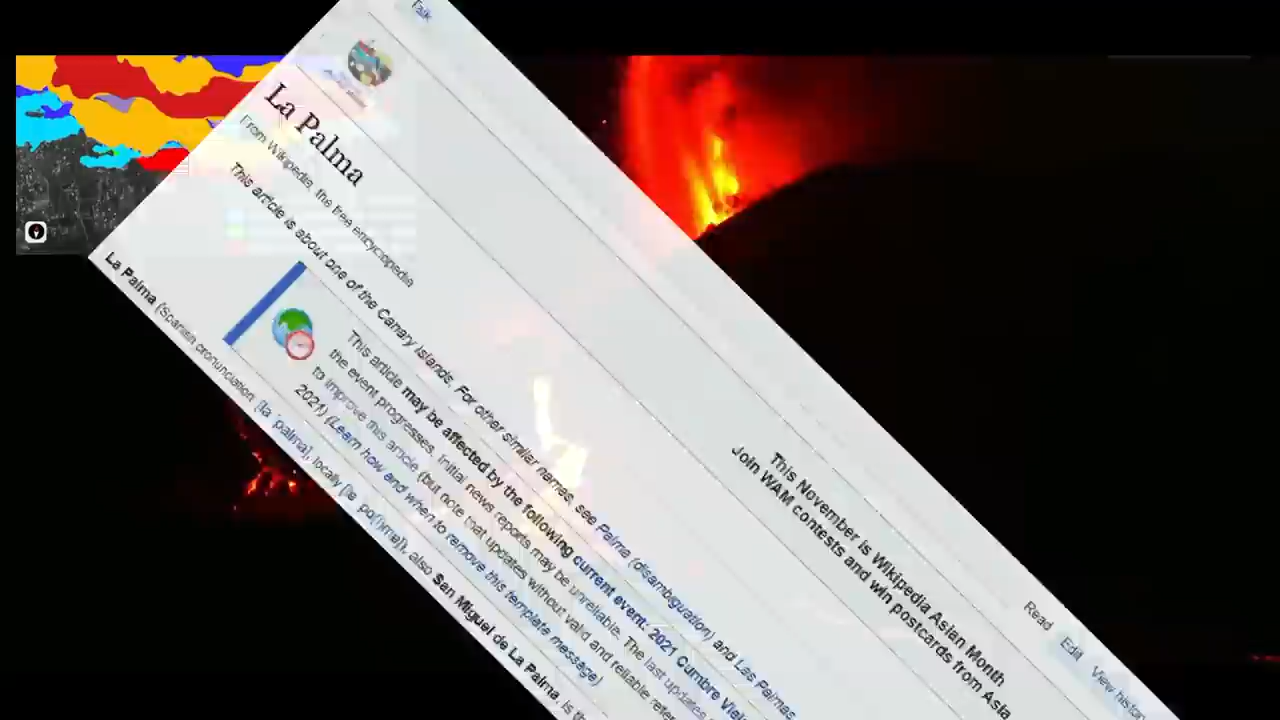 Talk
La Palma
From Wikipedia, the free encyclopedia
This article is about one of the Canary Islands. For other similar names, see Palma (disambiguation) and Las Palmas
This November is Wikipedia Asian Month
Join WAM contests and win postcards from Asia
Read Edit View histor
This article may be affected by the following current event: 2021 Cumbre Vieja
the event progresses. Initial news reports may be unreliable. The last updates
to improve this article (but note that updates without valid and reliable refer
2021) (Learn how and when to remove this template message)
La Palma (Spanish pronunciation: [la ˈpalma], locally also San Miguel de La Palma, is th